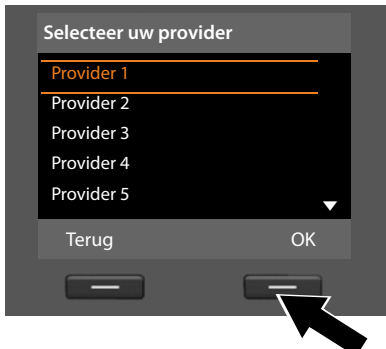 Selecteer uw provider
Provider 1
Provider 2
Provider 3
Provider 4
Provider 5
Terug OK